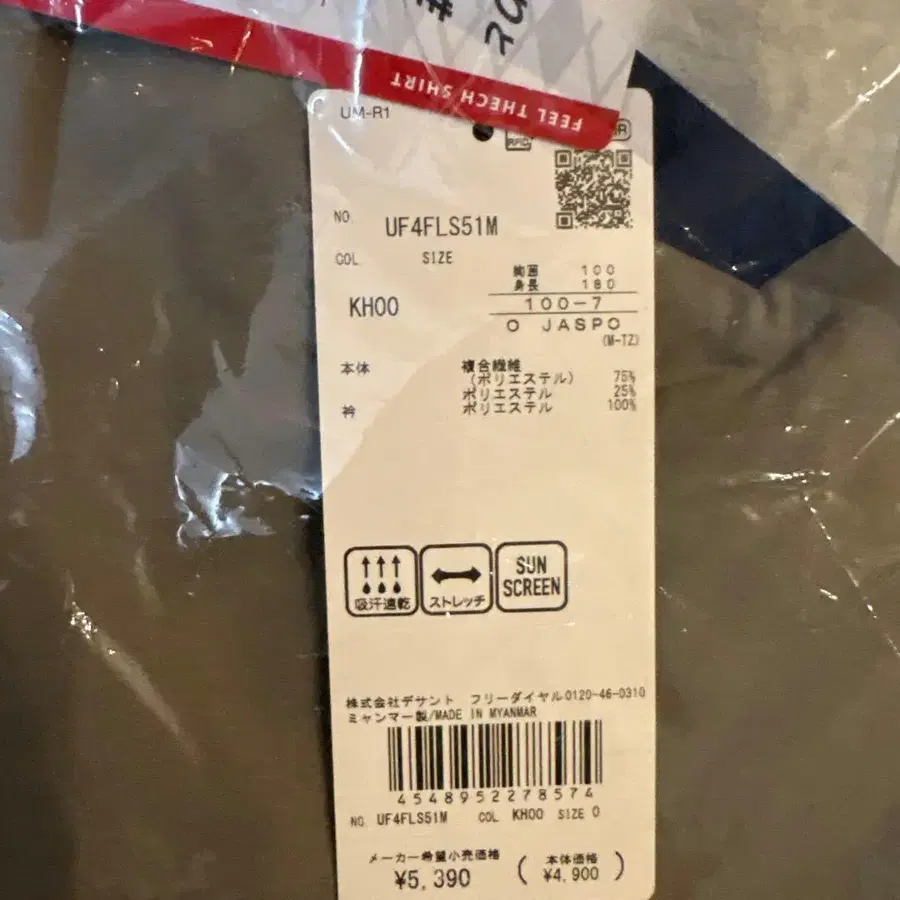 FEEL THECH SHIRT
UM-R1
NO
UF4FLS51M
COL
SIZE
胸囲 100
身長 180
KH00
100-7
O JASPO
(M-TZ)
本体
複合繊維
(ポリエステル) 75%
ポリエステル 25%
衿
ポリエステル 100%
吸汗速乾
ストレッチ
SUN
SCREEN
株式会社デサント フリーダイヤル0120-46-0310
ミャンマー製/MADE IN MYANMAR
4548952278574
NO UF4FLS51M COL KH00 SIZE O
メーカー希望小売価格
¥5,390
(本体価格
¥4,900)